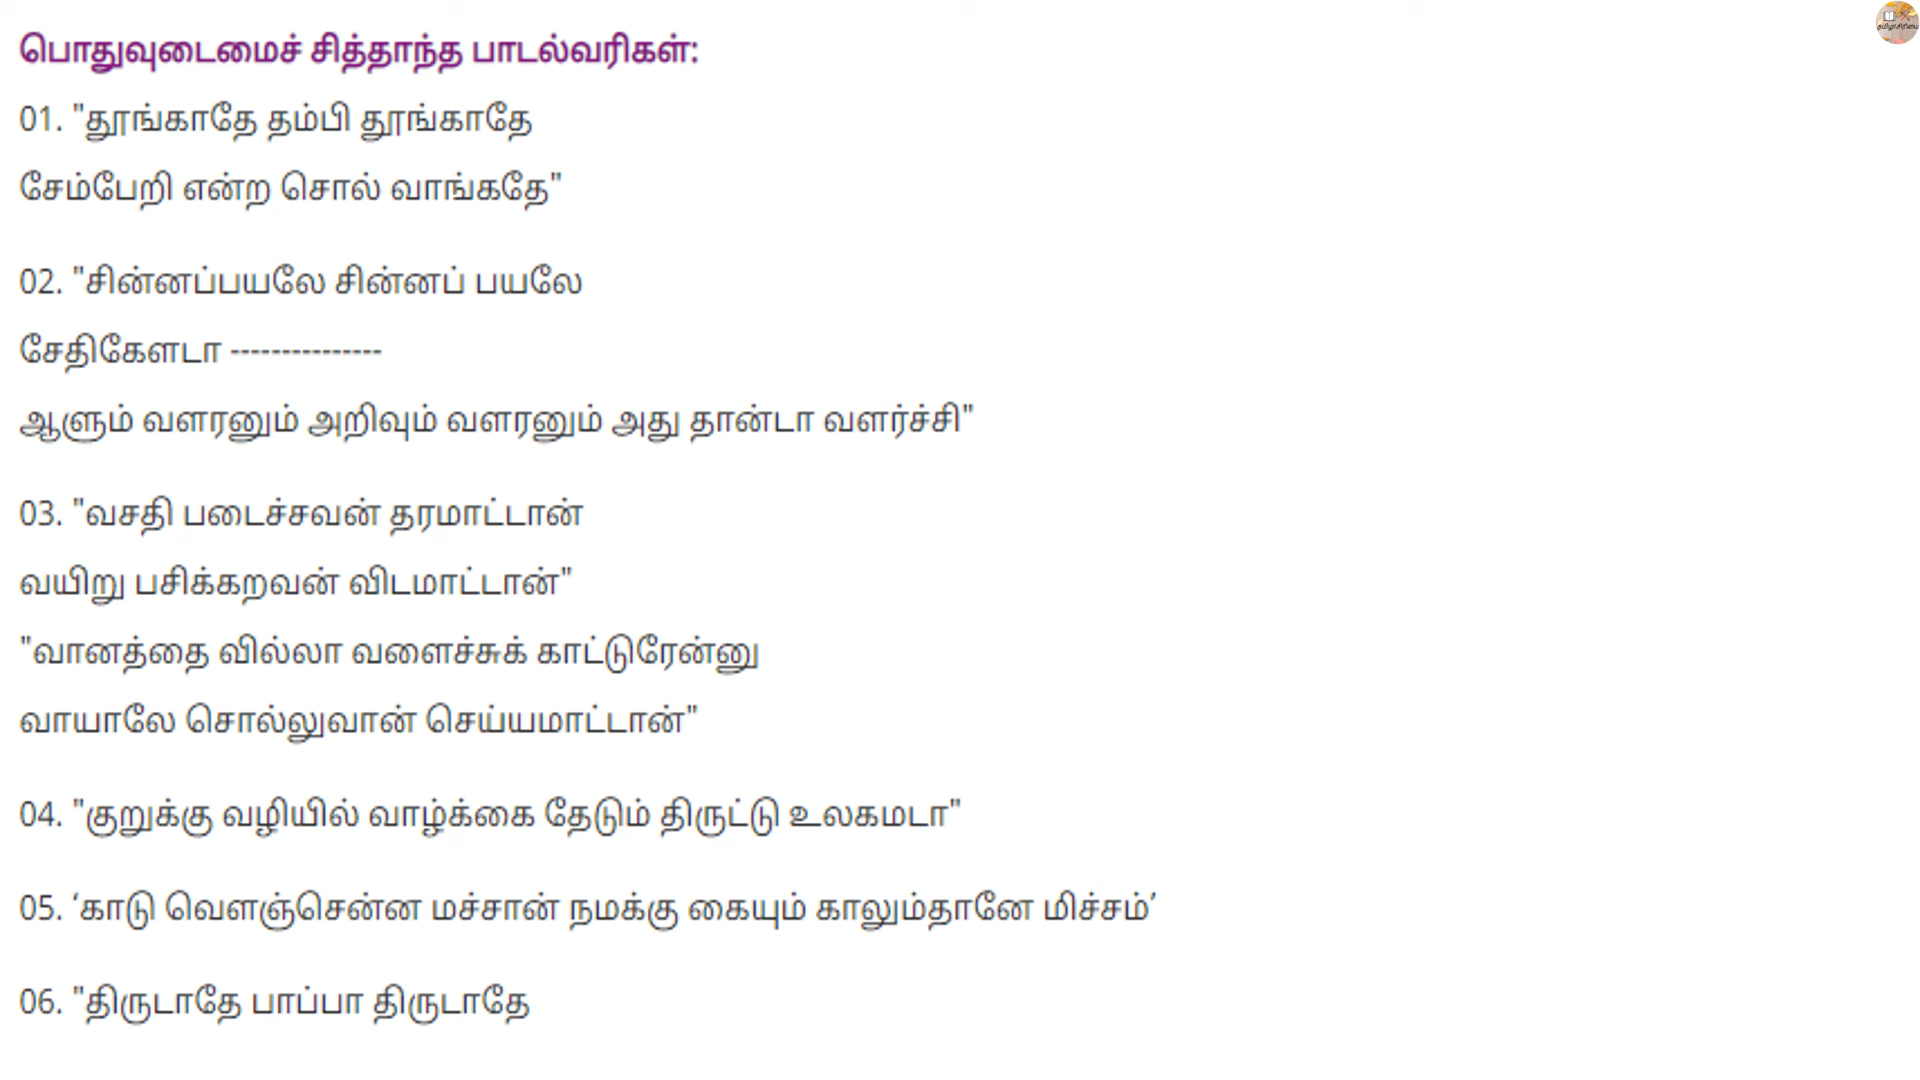 பொதுவுடைமைச் சித்தாந்த பாடல்வரிகள்:
01. "தூங்காதே தம்பி தூங்காதே
சேம்பேறி என்ற சொல் வாங்கதே"
02. "சின்னப்பயலே சின்னப் பயலே
சேதிகேளடா ---------------
ஆளும் வளரனும் அறிவும் வளரனும் அது தான்டா வளர்ச்சி"
03. "வசதி படைச்சவன் தரமாட்டான்
வயிறு பசிக்கறவன் விடமாட்டான்"
"வானத்தை வில்லா வளைச்சுக் காட்டுரேன்னு
வாயாலே சொல்லுவான் செய்யமாட்டான்"
04. "குறுக்கு வழியில் வாழ்க்கை தேடும் திருட்டு உலகமடா"
05. ‘காடு வெளஞ்சென்ன மச்சான் நமக்கு கையும் காலும்தானே மிச்சம்’
06. "திருடாதே பாப்பா திருடாதே